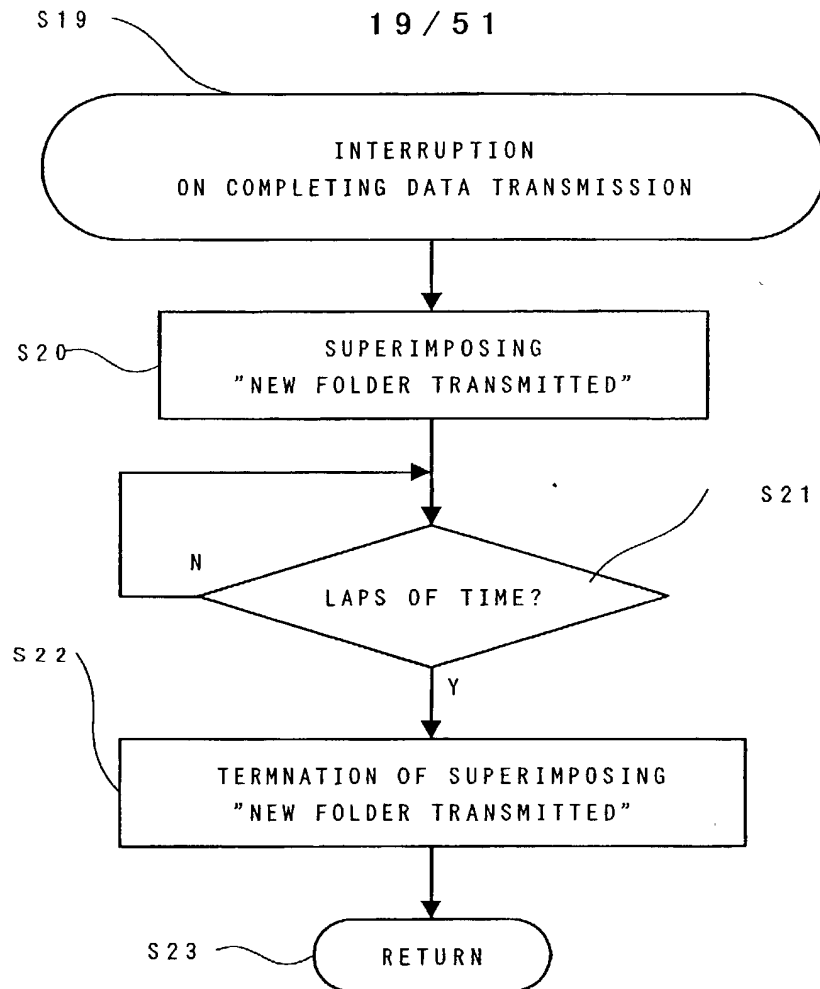 S19
19/51
INTERRUPTION
ON COMPLETING DATA TRANSMISSION
S20
SUPERIMPOSING
"NEW FOLDER TRANSMITTED"
S21
N
LAPS OF TIME?
S22
Y
TERMNATION OF SUPERIMPOSING
"NEW FOLDER TRANSMITTED"
S23
RETURN